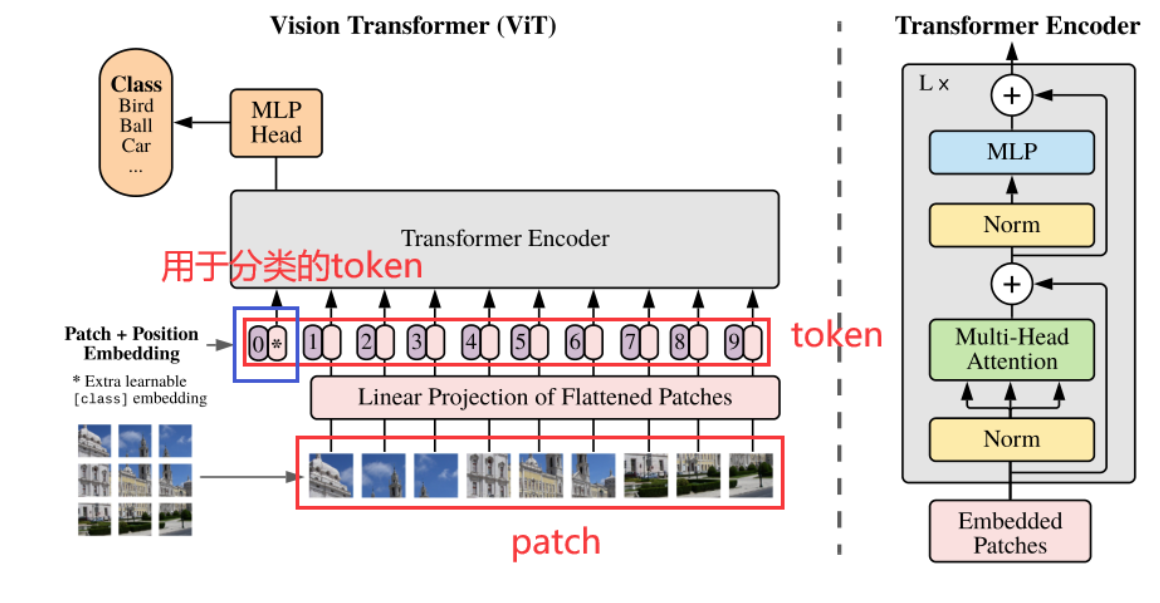 Vision Transformer (ViT)
Class
Bird
Ball
Car
...
MLP
Head
Transformer Encoder
用于分类的token
Patch + Position
Embedding
* Extra learnable
[class] embedding
0 * 1 2 3 4 5 6 7 8 9
token
Linear Projection of Flattened Patches
patch
Transformer Encoder
L ×
+
MLP
Norm
+
Multi-Head
Attention
Norm
Embedded
Patches